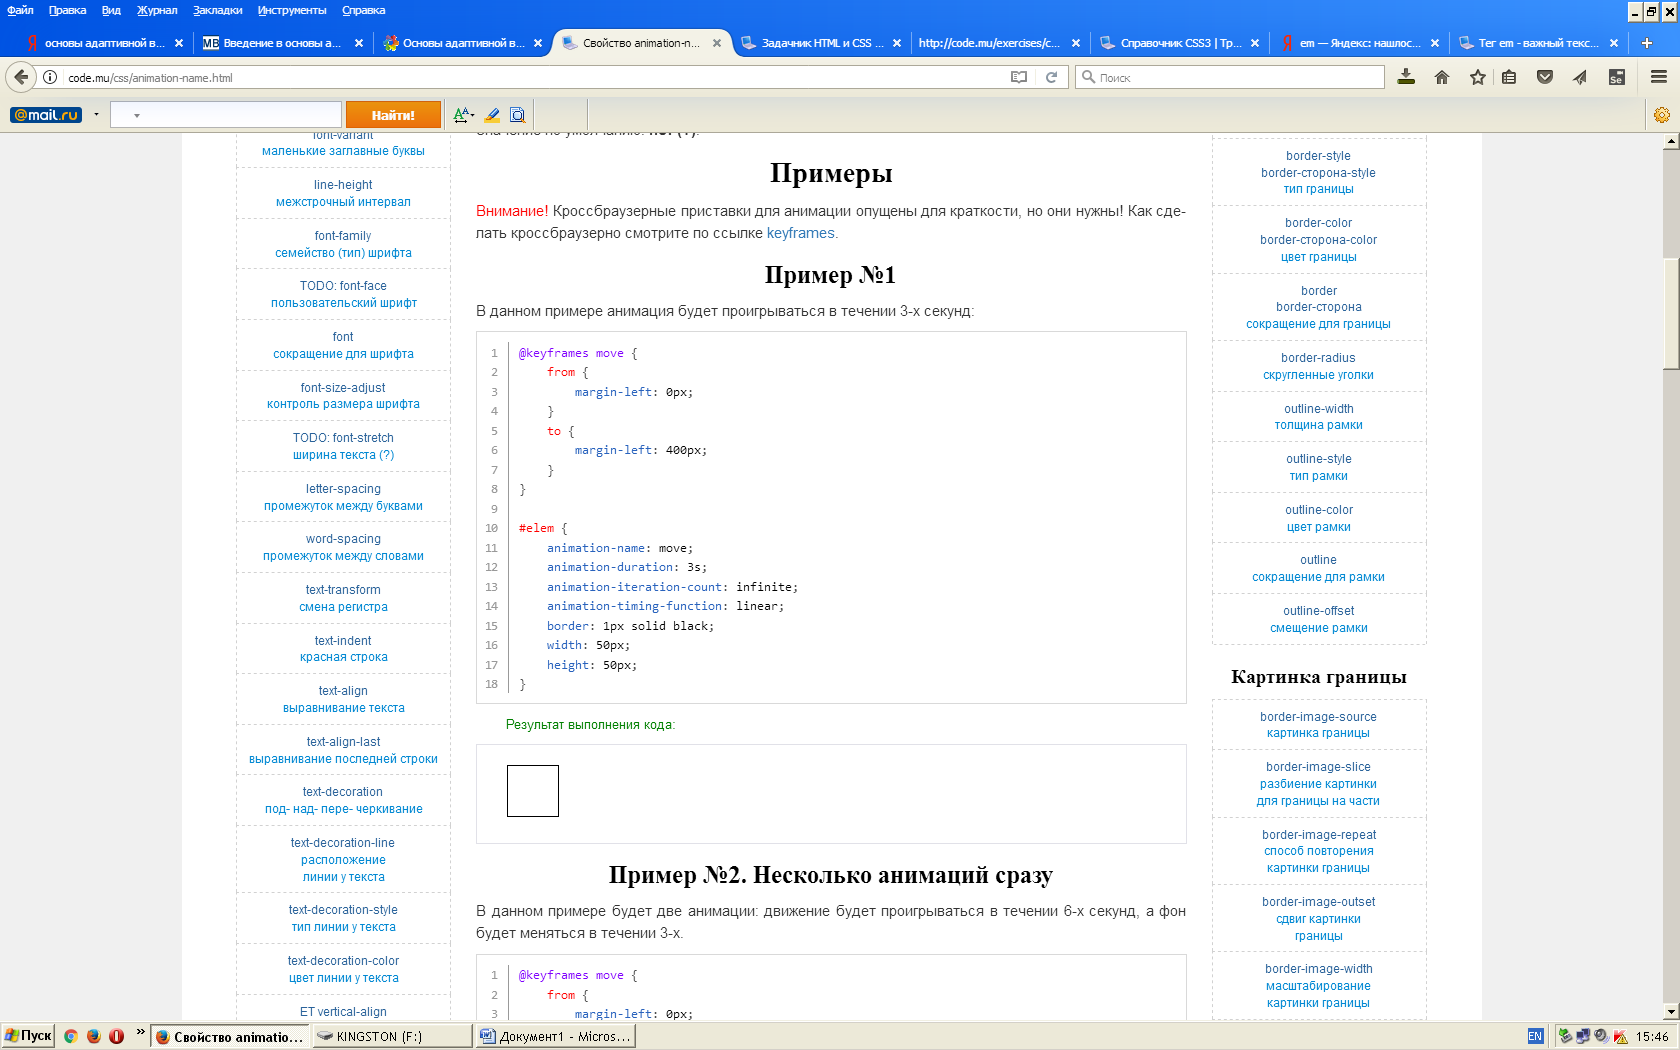 Файл Правка Вид Журнал Закладки Инструменты Справка
основы адаптивной в...
МВ Введение в основы а...
Основы адаптивной в...
Свойство animation-n...
Задачник HTML и CSS ...
http://code.mu/exercises/c...
Справочник CSS3 | Тр...
em — Яндекс: нашлос...
Тег em - важный текс...
code.mu/css/animation-name.html
Поиск
@mail.ru
Найти!
font-variant
маленькие заглавные буквы
line-height
межстрочный интервал
font-family
семейство (тип) шрифта
TODO: font-face
пользовательский шрифт
font
сокращение для шрифта
font-size-adjust
контроль размера шрифта
TODO: font-stretch
ширина текста (?)
letter-spacing
промежуток между буквами
word-spacing
промежуток между словами
text-transform
смена регистра
text-indent
красная строка
text-align
выравнивание текста
text-align-last
выравнивание последней строки
text-decoration
под- над- пере- черкивание
text-decoration-line
расположение
линии у текста
text-decoration-style
тип линии у текста
text-decoration-color
цвет линии у текста
ET vertical-align
Примеры
Внимание! Кроссбраузерные приставки для анимации опущены для краткости, но они нужны! Как сде-
лать кроссбраузерно смотрите по ссылке keyframes.
Пример №1
В данном примере анимация будет проигрываться в течении 3-х секунд:
1 @keyframes move {
2 from {
3 margin-left: 0px;
4 }
5 to {
6 margin-left: 400px;
7 }
8 }
9
10 #elem {
11 animation-name: move;
12 animation-duration: 3s;
13 animation-iteration-count: infinite;
14 animation-timing-function: linear;
15 border: 1px solid black;
16 width: 50px;
17 height: 50px;
18 }
Результат выполнения кода:
Пример №2. Несколько анимаций сразу
В данном примере будет две анимации: движение будет проигрываться в течении 6-х секунд, а фон
будет меняться в течении 3-х.
1 @keyframes move {
2 from {
3 margin-left: 0px;
border-style
border-сторона-style
тип границы
border-color
border-сторона-color
цвет границы
border
border-сторона
сокращение для границы
border-radius
скругленные уголки
outline-width
толщина рамки
outline-style
тип рамки
outline-color
цвет рамки
outline
сокращение для рамки
outline-offset
смещение рамки
Картинка границы
border-image-source
картинка границы
border-image-slice
разбиение картинки
для границы на части
border-image-repeat
способ повторения
картинки границы
border-image-outset
сдвиг картинки
границы
border-image-width
масштабирование
картинки границы
Пуск
Свойство animatio...
KINGSTON (F:)
Документ1 - Micros...
EN
15:46